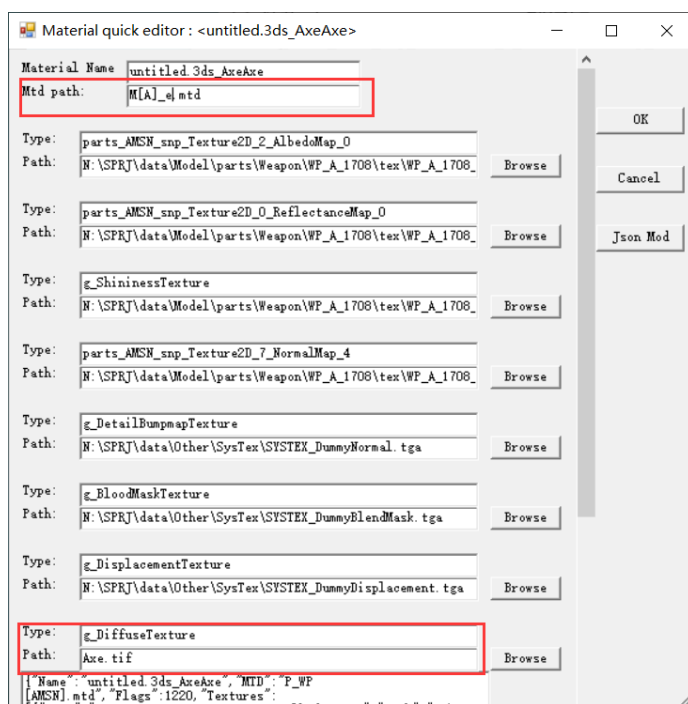 Material quick editor : <untitled.3ds_AxeAxe>
Material Name untitled.3ds_AxeAxe
Mtd path: M[A]_e.mtd
OK
Type: parts_AMSN_snp_Texture2D_2_AlbedoMap_0
Path: N:\SPRJ\data\Model\parts\Weapon\WP_A_1708\tex\WP_A_1708_ Browse
Cancel
Type: parts_AMSN_snp_Texture2D_0_ReflectanceMap_0
Path: N:\SPRJ\data\Model\parts\Weapon\WP_A_1708\tex\WP_A_1708_ Browse
Json Mod
Type: g_ShininessTexture
Path: N:\SPRJ\data\Model\parts\Weapon\WP_A_1708\tex\WP_A_1708_ Browse
Type: parts_AMSN_snp_Texture2D_7_NormalMap_4
Path: N:\SPRJ\data\Model\parts\Weapon\WP_A_1708\tex\WP_A_1708_ Browse
Type: g_DetailBumpmapTexture
Path: N:\SPRJ\data\Other\SysTex\SYSTEX_DummyNormal.tga Browse
Type: g_BloodMaskTexture
Path: N:\SPRJ\data\Other\SysTex\SYSTEX_DummyBlendMask.tga Browse
Type: g_DisplacementTexture
Path: N:\SPRJ\data\Other\SysTex\SYSTEX_DummyDisplacement.tga Browse
Type: g_DiffuseTexture
Path: Axe.tif Browse
[{"Name":"untitled.3ds_AxeAxe","MTD":"P_WP
[AMSN].mtd","Flags":1220,"Textures":